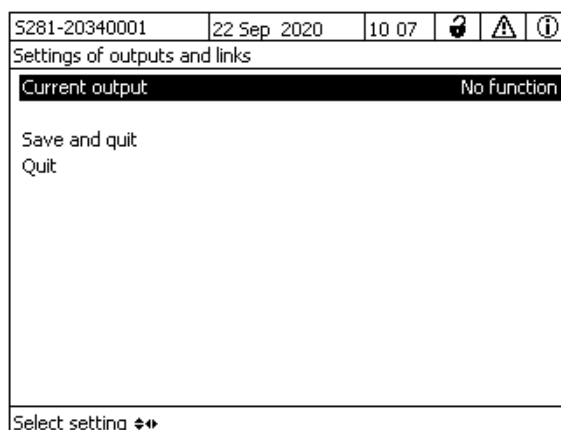 S281-20340001 22 Sep 2020 10 07
Settings of outputs and links
Current output No function
Save and quit
Quit
Select setting